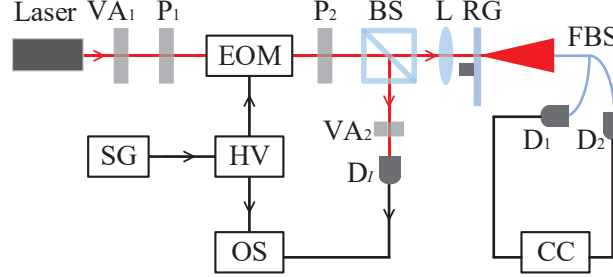 Laser VA1 P1 P2 BS L RG
FBS
EOM
VA2
D1 D2
SG HV
DI
OS CC